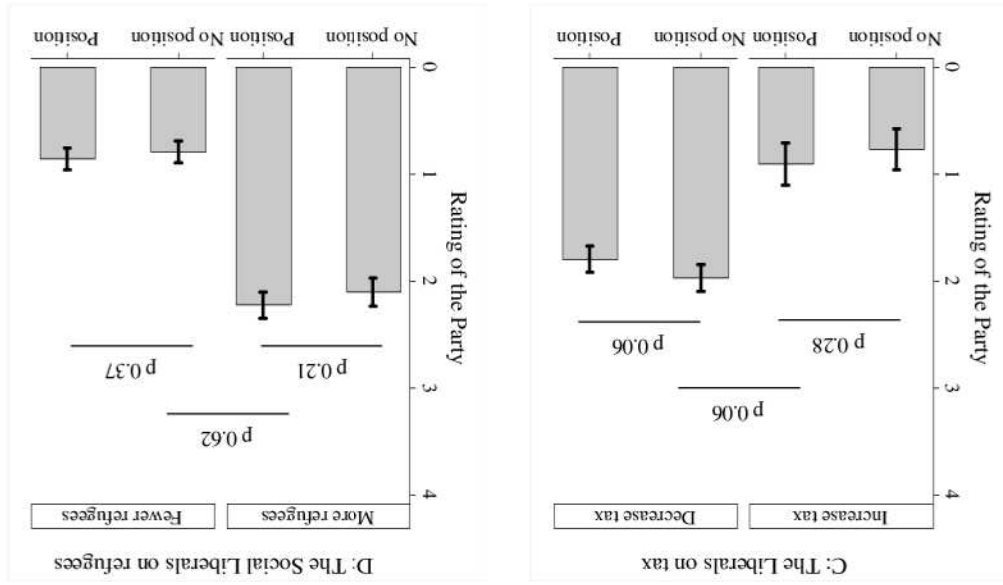 C: The Liberals on tax
Increase tax
Decrease tax
Rating of the Party
4
3
2
1
0
p 0.06
p 0.28
p 0.06
No position
Position
No position
Position
D: The Social Liberals on refugees
More refugees
Fewer refugees
Rating of the Party
4
3
2
1
0
p 0.62
p 0.21
p 0.37
No position
Position
No position
Position